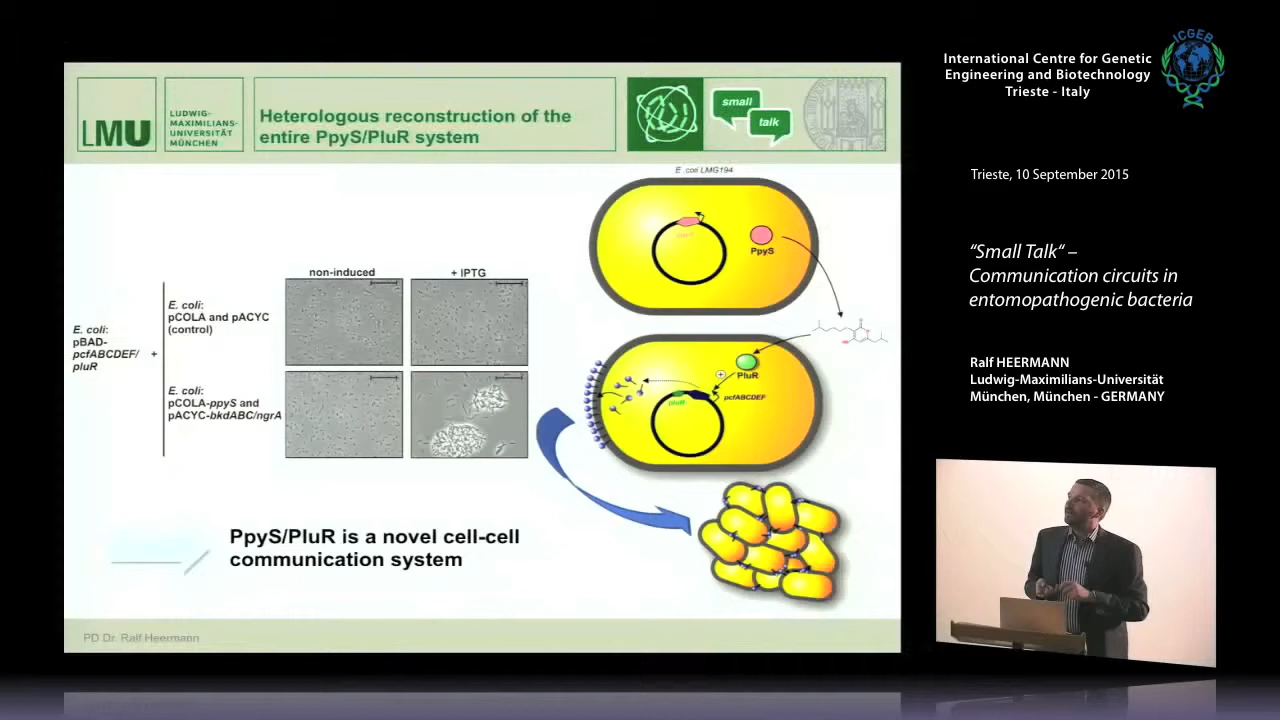 LMU
LUDWIG-
MAXIMILIANS-
UNIVERSITÄT
MÜNCHEN
Heterologous reconstruction of the
entire PpyS/PluR system
small
talk
E. coli LMG194
PpyS
PluR
+
pluR
pcfABCDEF
OH
non-induced
+ IPTG
E. coli:
pBAD-
pcfABCDEF/
pluR
+
E. coli:
pCOLA and pACYC
(control)
E. coli:
pCOLA-ppyS and
pACYC-bkdABC/ngrA
PpyS/PluR is a novel cell-cell
communication system
PD Dr. Ralf Heermann
International Centre for Genetic
Engineering and Biotechnology
Trieste - Italy
ICGEB
Trieste, 10 September 2015
“Small Talk“ –
Communication circuits in
entomopathogenic bacteria
Ralf HEERMANN
Ludwig-Maximilians-Universität
München, München - GERMANY